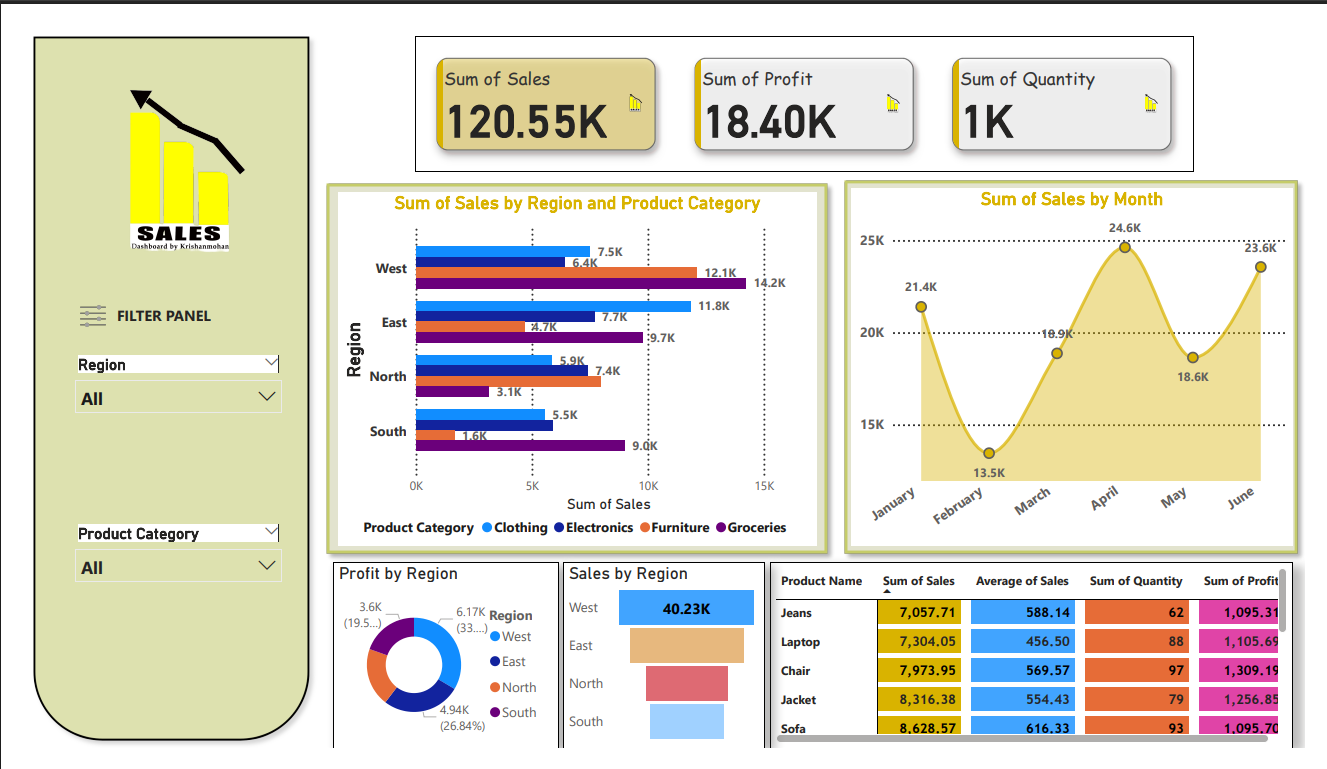 SALES
Dashboard by Krishanmohan
FILTER PANEL
Region
All
Product Category
All
Sum of Sales
120.55K
Sum of Profit
18.40K
Sum of Quantity
1K
Sum of Sales by Region and Product Category
Region
West
7.5K
6.4K
12.1K
14.2K
East
11.8K
7.7K
4.7K
9.7K
North
5.9K
7.4K
3.1K
South
5.5K
1.6K
9.0K
0K 5K 10K 15K
Sum of Sales
Product Category Clothing Electronics Furniture Groceries
Sum of Sales by Month
25K
20K
15K
21.4K
13.5K
18.9K
24.6K
18.6K
23.6K
January February March April May June
Profit by Region
3.6K
(19.5...)
6.17K
(33....)
4.94K
(26.84%)
Region
West
East
North
South
Sales by Region
West 40.23K
East
North
South
Product Name Sum of Sales Average of Sales Sum of Quantity Sum of Profit
Jeans 7,057.71 588.14 62 1,095.31
Laptop 7,304.05 456.50 88 1,105.69
Chair 7,973.95 569.57 97 1,309.19
Jacket 8,316.38 554.43 79 1,256.85
Sofa 8,628.57 616.33 93 1,095.70